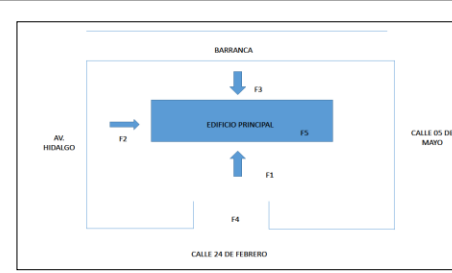 BARRANCA
F3
EDIFICIO PRINCIPAL
F5
AV.
HIDALGO
F2
CALLE 05 DE
MAYO
F1
F4
CALLE 24 DE FEBRERO